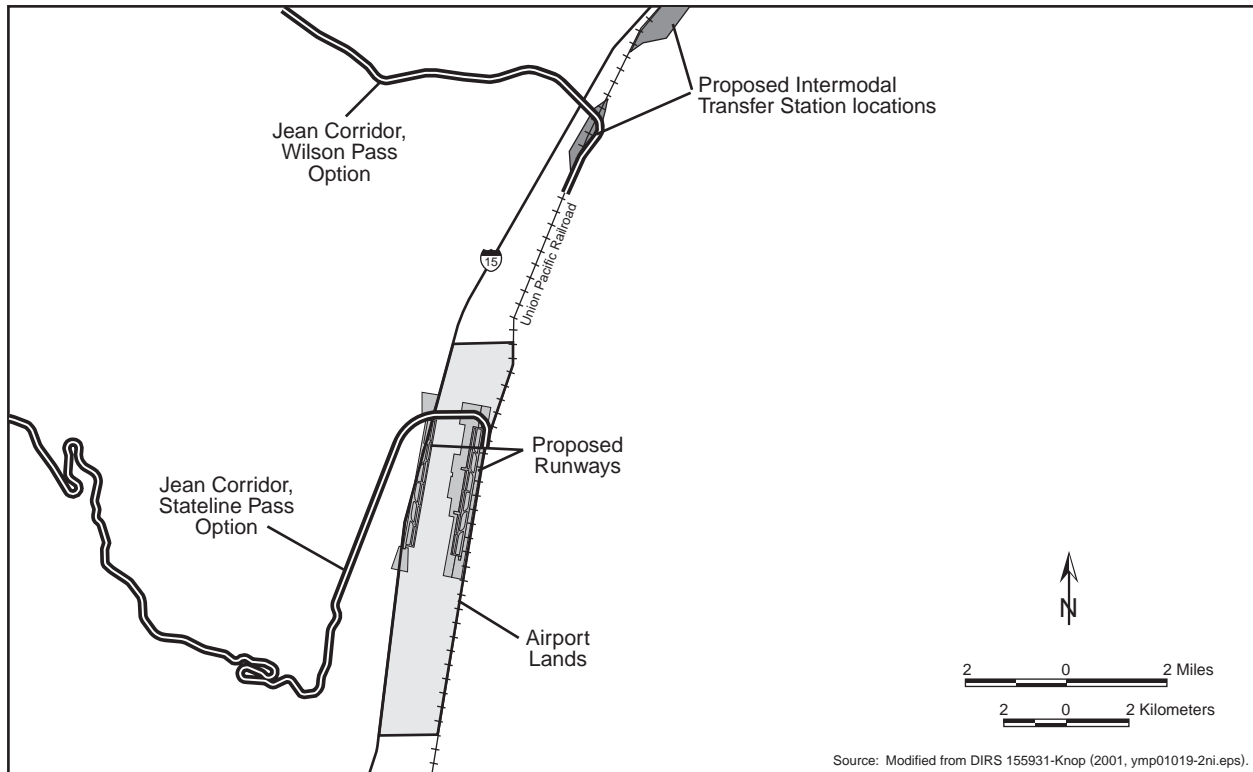 Proposed Intermodal
Transfer Station locations
Jean Corridor,
Wilson Pass
Option
15
Union Pacific Railroad
Proposed
Runways
Jean Corridor,
Stateline Pass
Option
Airport
Lands
N
2 0 2 Miles
2 0 2 Kilometers
Source: Modified from DIRS 155931-Knop (2001, ymp01019-2ni.eps).